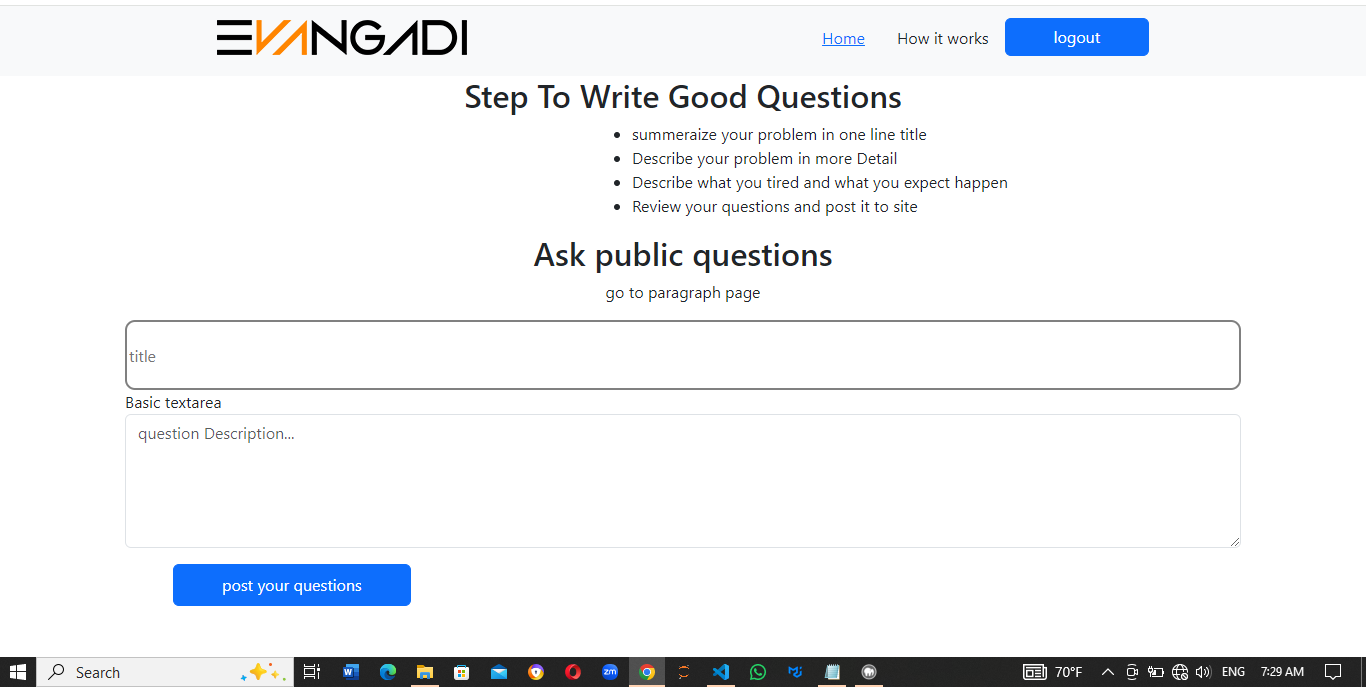 EVANGADI
Home How it works logout
Step To Write Good Questions
summeraize your problem in one line title
Describe your problem in more Detail
Describe what you tired and what you expect happen
Review your questions and post it to site
Ask public questions
go to paragraph page
title
Basic textarea
question Description...
post your questions
Search W zm 70°F ENG 7:29 AM